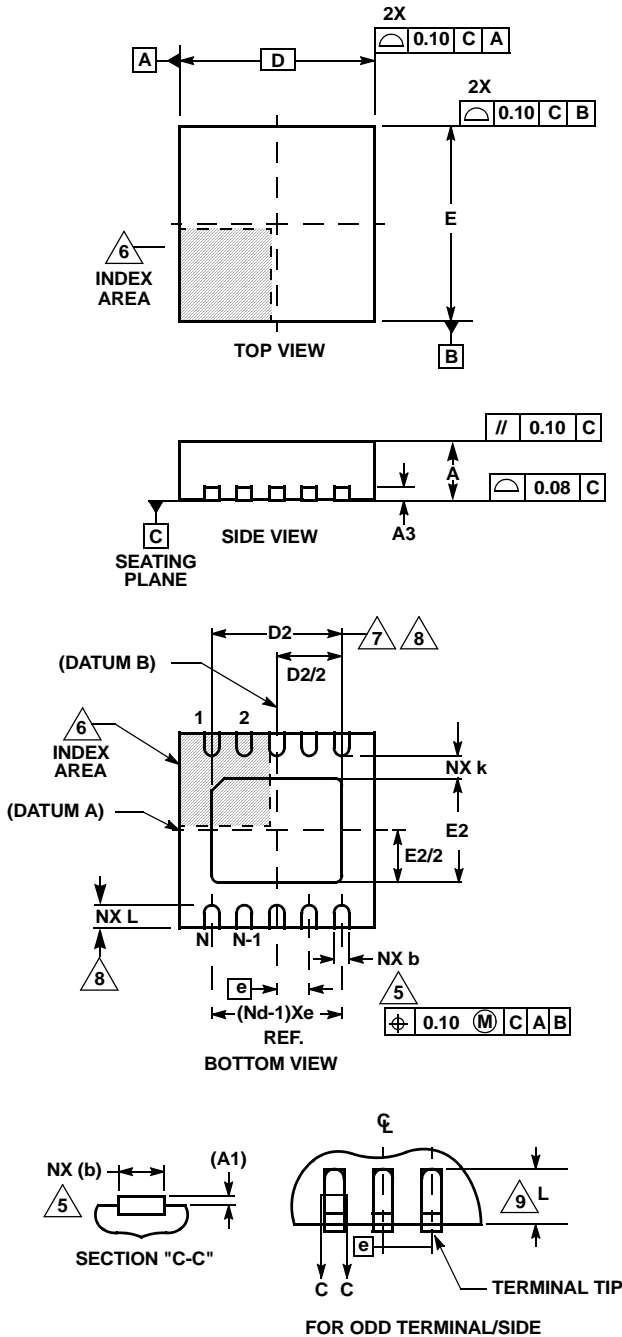 2X
⌓ 0.10 C A
A D
2X
⌓ 0.10 C B
E
6
INDEX
AREA
TOP VIEW
B
// 0.10 C
A
⌓ 0.08 C
C
SEATING
PLANE
SIDE VIEW
A3
D2
7 8
(DATUM B)
D2/2
1 2
6
INDEX
AREA
NX k
(DATUM A)
E2
E2/2
NX L
8
N N-1
NX b
e
5
(Nd-1)Xe
REF.
⌖ 0.10 Ⓜ C A B
BOTTOM VIEW
NX (b)
(A1)
5
SECTION "C-C"
℄
9 L
e
C C
TERMINAL TIP
FOR ODD TERMINAL/SIDE